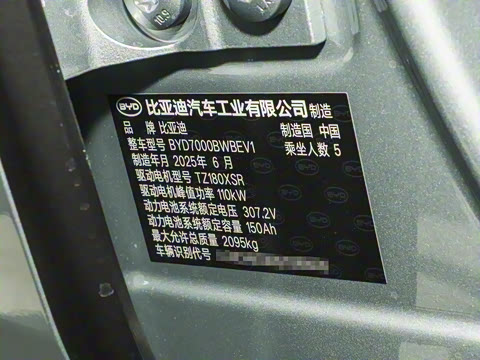 BYD 比亚迪汽车工业有限公司 制造
品 牌 比亚迪 制造国 中国
整车型号 BYD7000BWBEV1 乘坐人数 5
制造年月 2025年 6 月
驱动电机型号 TZ180XSR
驱动电机峰值功率 110kW
动力电池系统额定电压 307.2V
动力电池系统额定容量 150Ah
最大允许总质量 2095kg
车辆识别代号
10.9